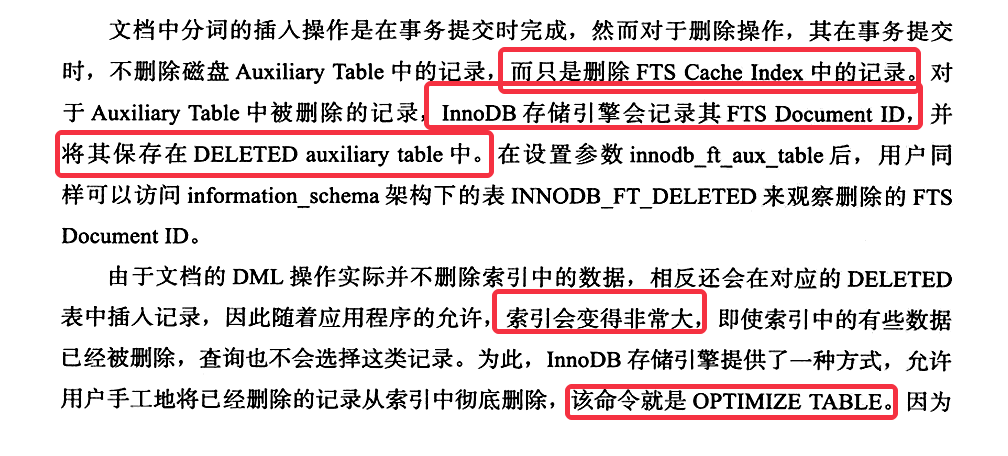 文档中分词的插入操作是在事务提交时完成，然而对于删除操作，其在事务提交
时，不删除磁盘 Auxiliary Table 中的记录，而只是删除 FTS Cache Index 中的记录。对
于 Auxiliary Table 中被删除的记录，InnoDB 存储引擎会记录其 FTS Document ID，并
将其保存在 DELETED auxiliary table 中。在设置参数 innodb_ft_aux_table 后，用户同
样可以访问 information_schema 架构下的表 INNODB_FT_DELETED 来观察删除的 FTS
Document ID。
由于文档的 DML 操作实际并不删除索引中的数据，相反还会在对应的 DELETED
表中插入记录，因此随着应用程序的允许，索引会变得非常大，即使索引中的有些数据
已经被删除，查询也不会选择这类记录。为此，InnoDB 存储引擎提供了一种方式，允许
用户手工地将已经删除的记录从索引中彻底删除，该命令就是 OPTIMIZE TABLE。因为